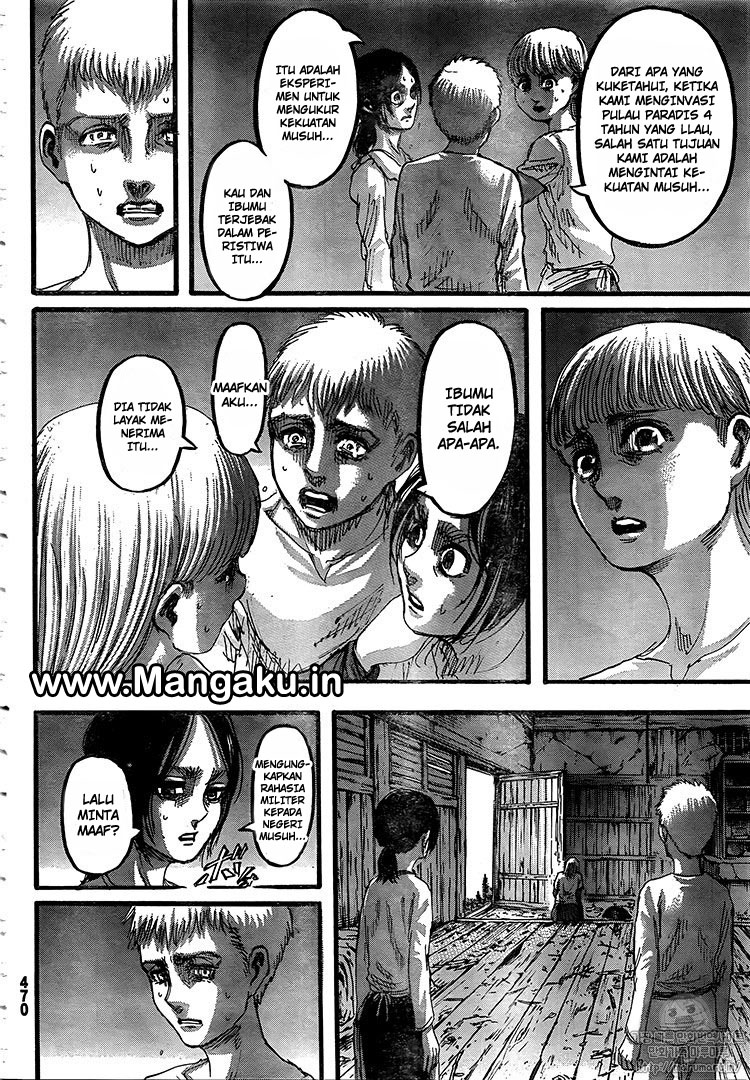 DARI APA YANG
KUKETAHUI, KETIKA
KAMI MENGINVASI
PULAU PARADIS 4
TAHUN YANG LLAU,
SALAH SATU TUJUAN
KAMI ADALAH
MENGINTAI KE-
KUATAN MUSUH...
ITU ADALAH
EKSPERI-
MEN UNTUK
MENGUKUR
KEKUATAN
MUSUH...
KAU DAN
IBUMU
TERJEBAK
DALAM PE-
RISTIWA
ITU...
IBUMU
TIDAK
SALAH
APA-APA.
MAAFKAN
AKU...
DIA TIDAK
LAYAK ME-
NERIMA
ITU...
www.Mangaku.in
MENGUNG-
KAPKAN
RAHASIA
MILITER
KEPADA
NEGERI
MUSUH...
LALU
MINTA
MAAF?
470